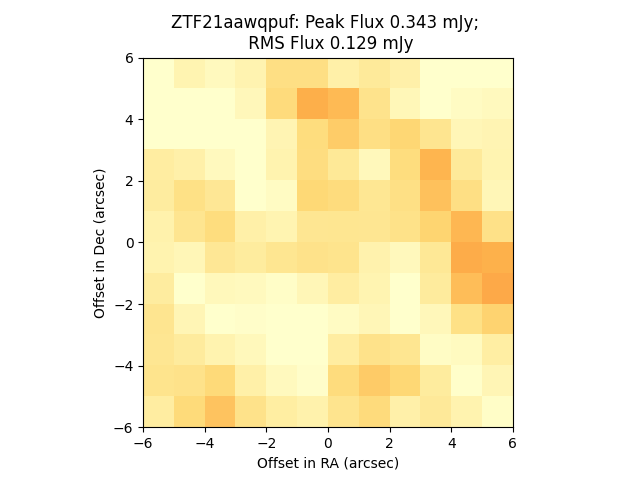 ZTF21aawqpuf: Peak Flux 0.343 mJy;
RMS Flux 0.129 mJy
6
4
2
0
−2
−4
−6
Offset in Dec (arcsec)
−6 −4 −2 0 2 4 6
Offset in RA (arcsec)